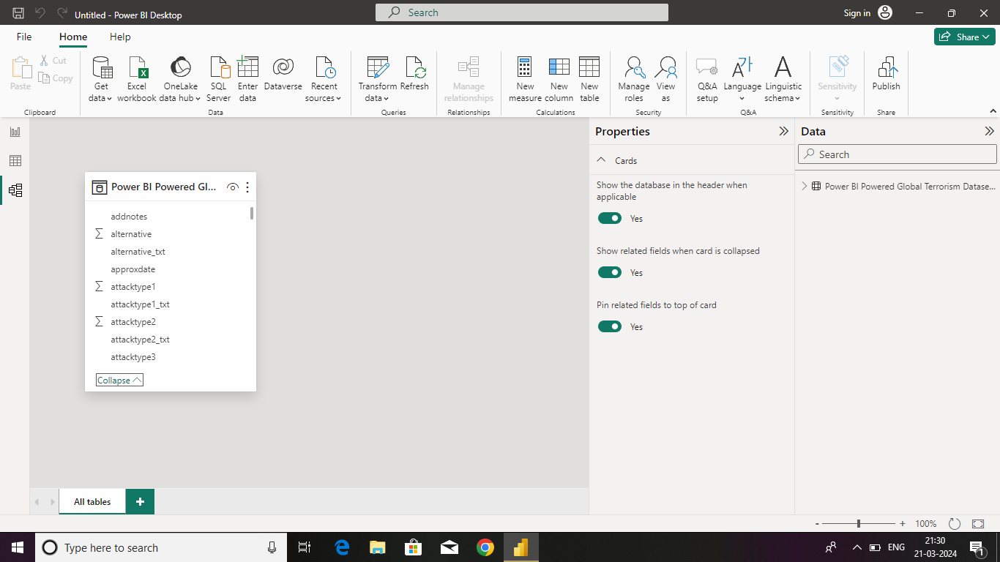 Untitled - Power BI Desktop
Search
Sign in
File
Home
Help
Share
Paste
Cut
Copy
Get data
Excel workbook
OneLake data hub
SQL Server
Enter data
Dataverse
Recent sources
Transform data
Refresh
Manage relationships
New measure
New column
New table
Manage roles
View as
Q&A setup
Language
Linguistic schema
Sensitivity
Publish
Clipboard
Data
Queries
Relationships
Calculations
Security
Q&A
Sensitivity
Share
Power BI Powered Gl...
addnotes
alternative
alternative_txt
approxdate
attacktype1
attacktype1_txt
attacktype2
attacktype2_txt
attacktype3
Collapse
Properties
Cards
Show the database in the header when
applicable
Yes
Show related fields when card is collapsed
Yes
Pin related fields to top of card
Yes
Data
Search
Power BI Powered Global Terrorism Datase...
All tables
100%
Type here to search
ENG
21:30
21-03-2024
1